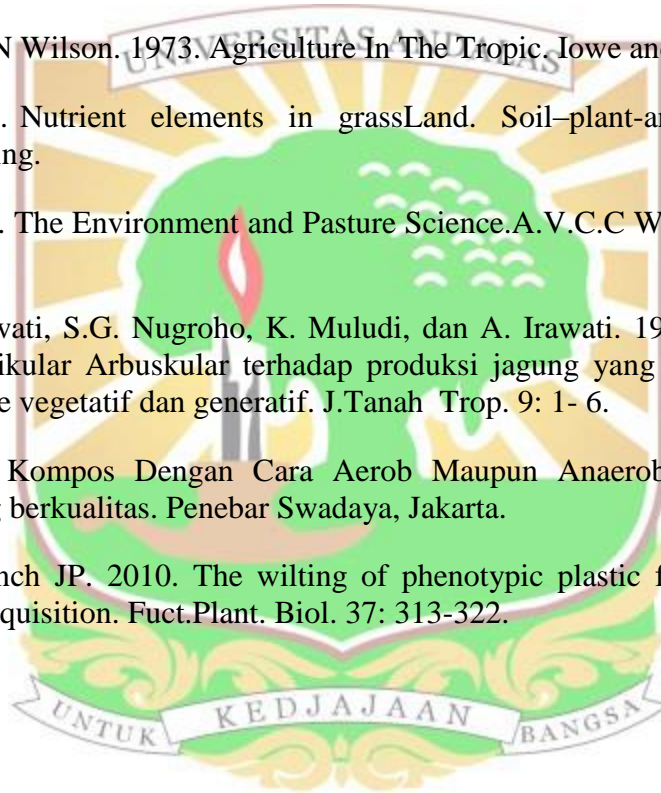 UNIVERSITAS ANDALAS
N Wilson. 1973. Agriculture In The Tropic. Iowe and
. Nutrient elements in grassLand. Soil–plant-an
ng.
. The Environment and Pasture Science.A.V.C.C W
vati, S.G. Nugroho, K. Muludi, dan A. Irawati. 19
ikular Arbuskular terhadap produksi jagung yang
e vegetatif dan generatif. J.Tanah Trop. 9: 1- 6.
Kompos Dengan Cara Aerob Maupun Anaerob
g berkualitas. Penebar Swadaya, Jakarta.
nch JP. 2010. The wilting of phenotypic plastic f
quisition. Fuct.Plant. Biol. 37: 313-322.
UNTUK KEDJAJAAN BANGSA